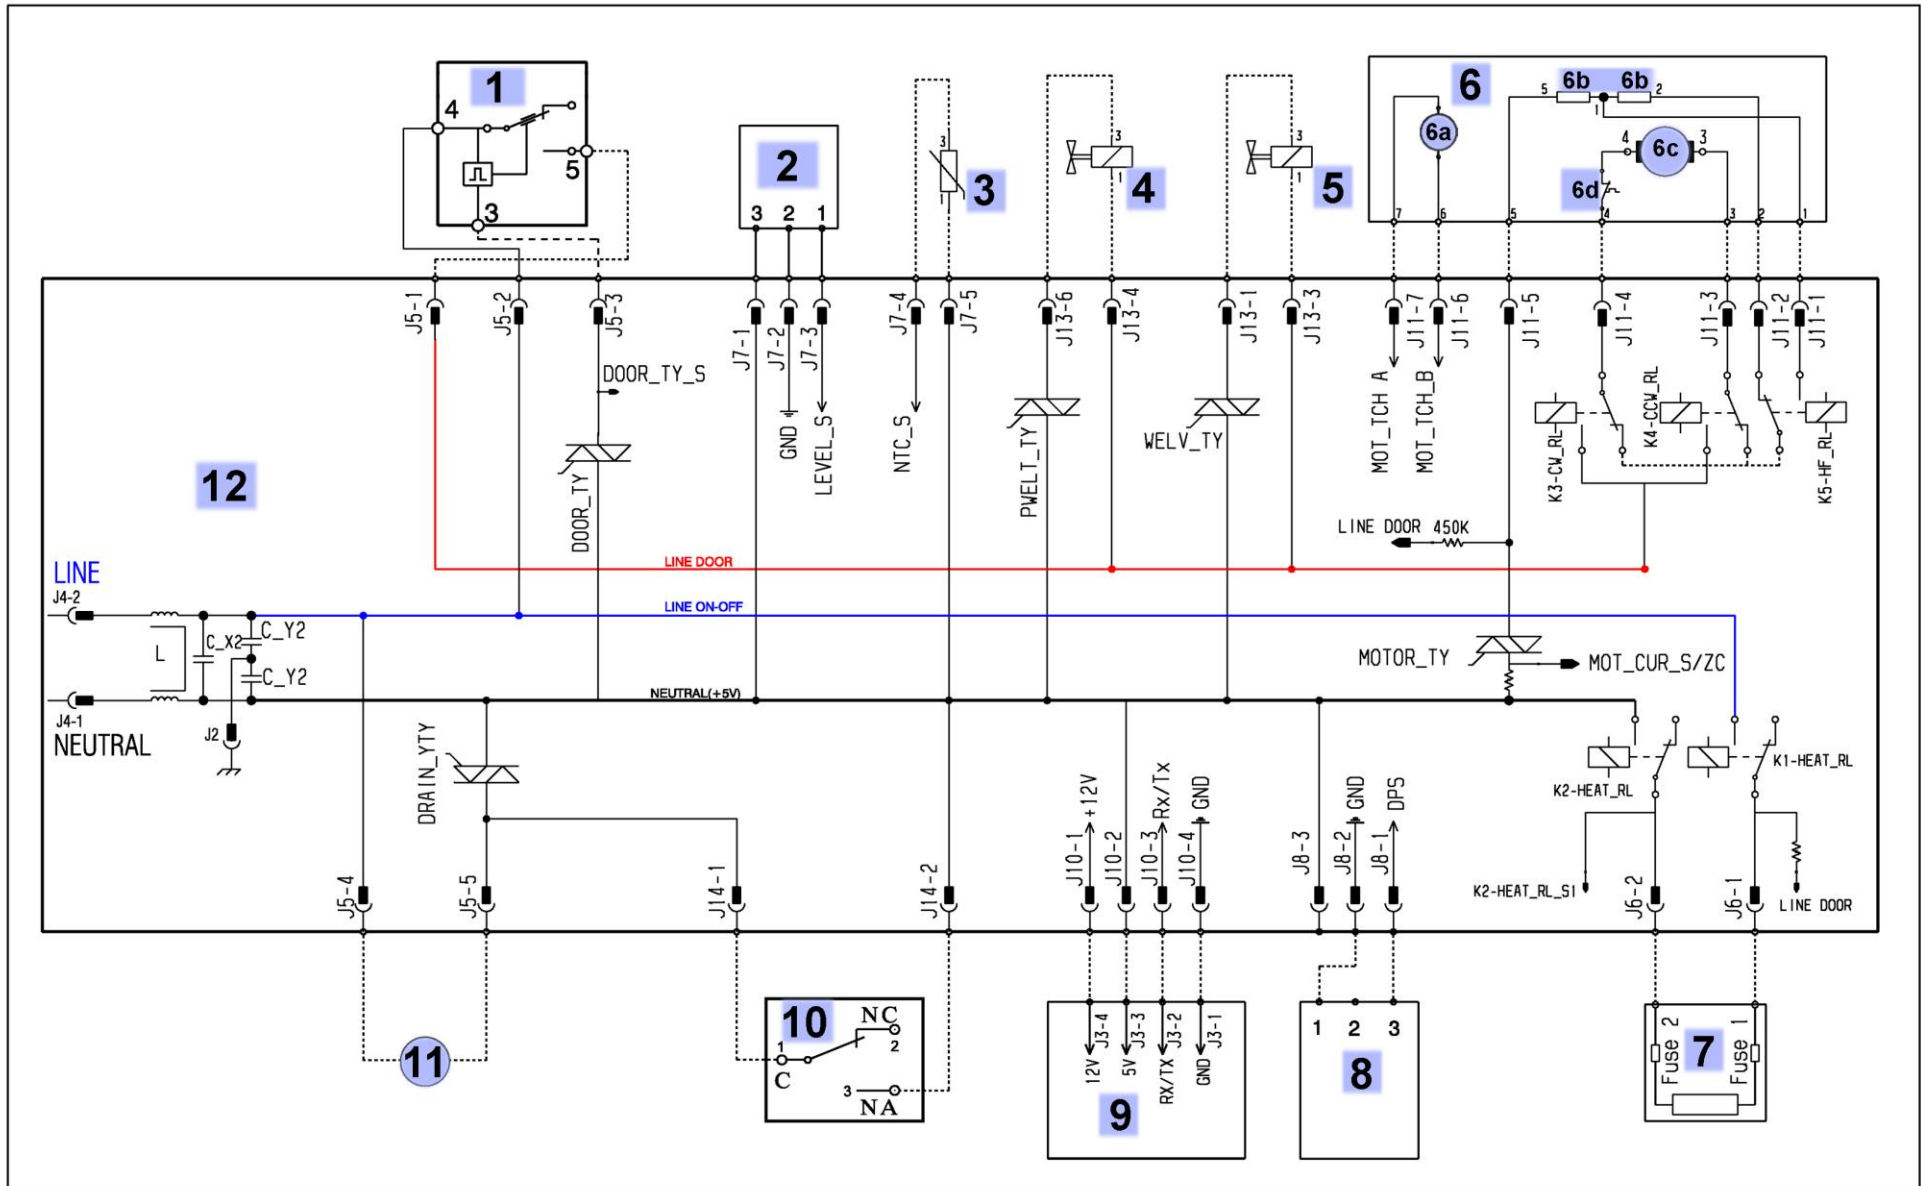 1
4
5
3
2
3 2 1
3
1
3
3
1
4
3
1
5
6
6a
5 6b 6b 2
1
4 6c 3
6d
7 6 5 4 3 2 1
J5-1
J5-2
J5-3
J7-1
J7-2
J7-3
J7-4
J7-5
J13-6
J13-4
J13-1
J13-3
J11-7
J11-6
J11-5
J11-4
J11-3
J11-2
J11-1
DOOR_TY_S
DOOR_TY
GND
LEVEL_S
NTC_S
PWELT_TY
WELV_TY
MOT_TCH A
MOT_TCH_B
K3-CW_RL
K4-CCW_RL
K5-HF_RL
12
LINE DOOR 450K
LINE DOOR
LINE
J4-2
LINE ON-OFF
L
C_X2
C_Y2
C_Y2
MOTOR_TY
MOT_CUR_S/ZC
NEUTRAL(+5V)
J4-1
NEUTRAL
J2
DRAIN_YTY
K2-HEAT_RL
K1-HEAT_RL
+12V
Rx/Tx
GND
GND
DPS
J5-4
J5-5
J14-1
J14-2
J10-1
J10-2
J10-3
J10-4
J8-3
J8-2
J8-1
K2-HEAT_RL_S1
J6-2
J6-1
LINE DOOR
11
10
NC
1
2
C
3
NA
J3-4
J3-3
J3-2
J3-1
12V
5V
RX/TX
GND
9
1 2 3
8
Fuse 2
7
Fuse 1